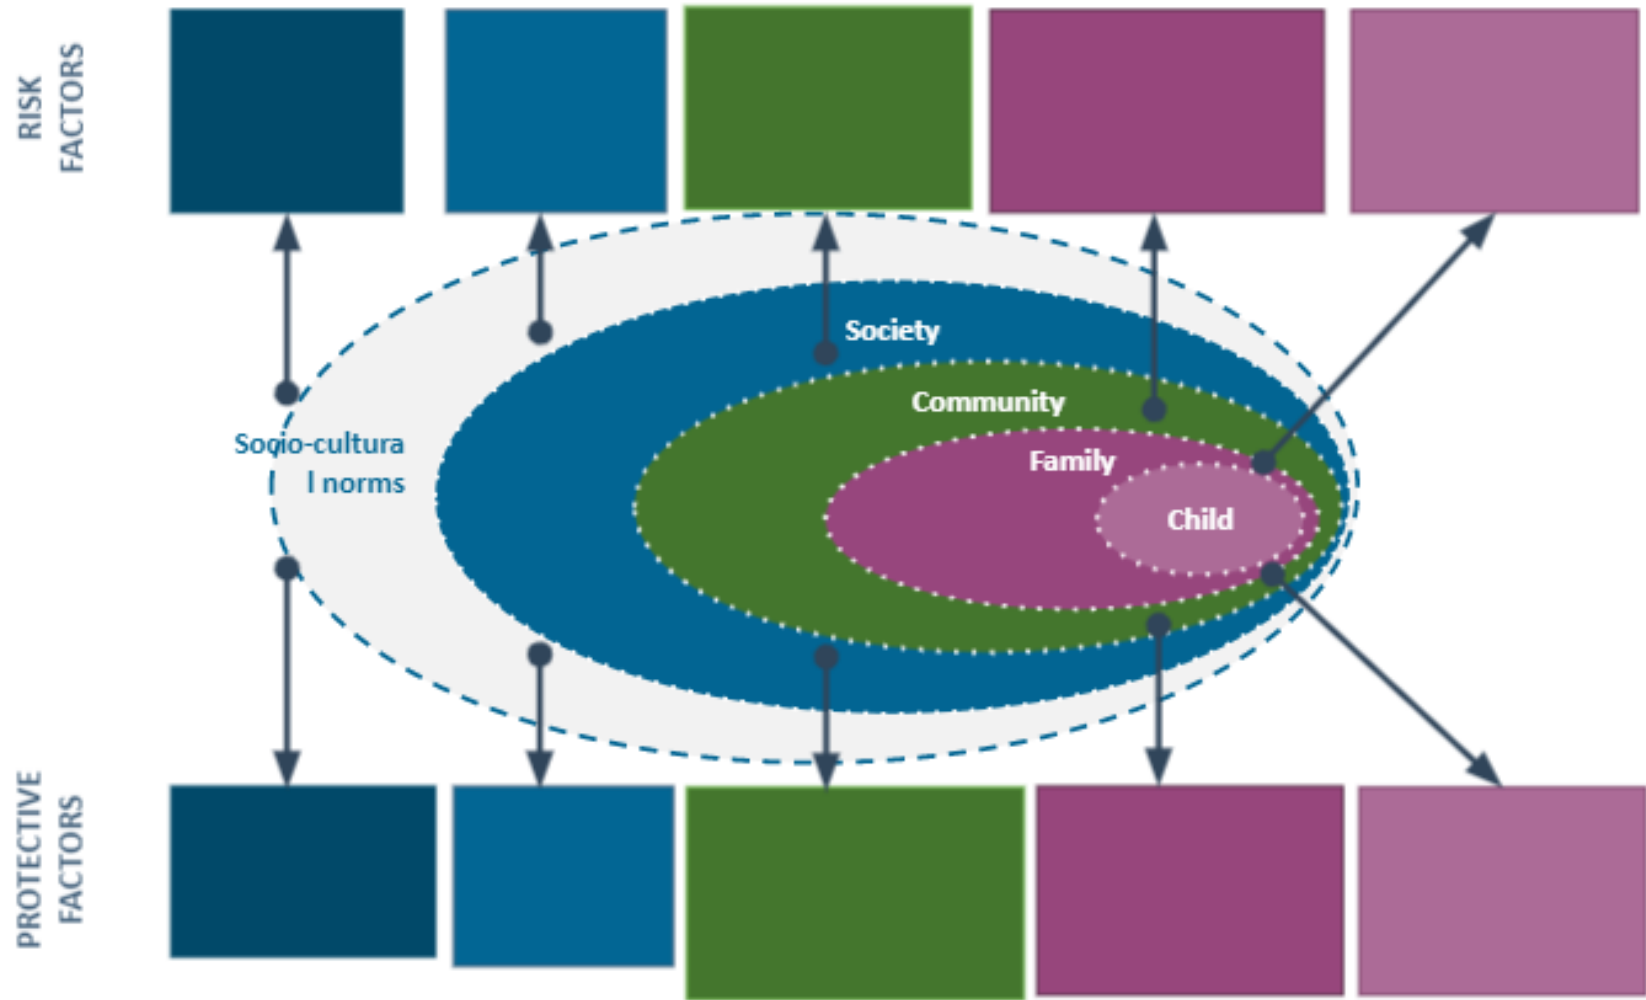 RISK
FACTORS
Society
Community
Socio-cultura
l norms
Family
Child
PROTECTIVE
FACTORS